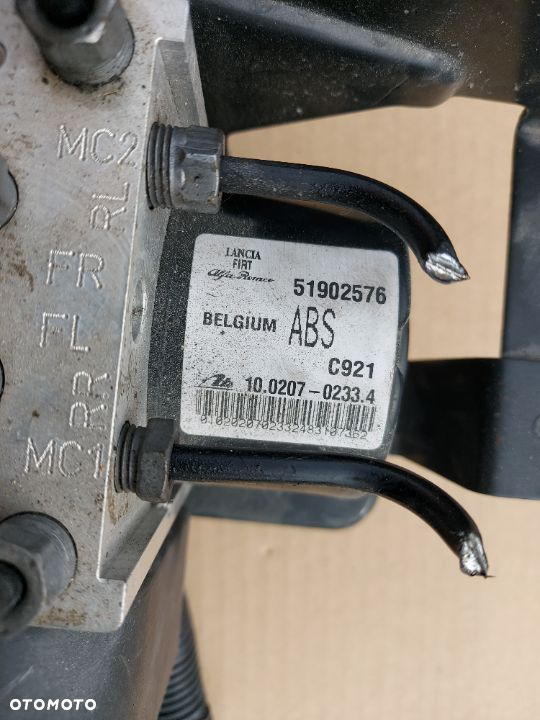 MC2
RL
FR
FL
RR
MC1
LANCIA
FIAT
Alfa Romeo
51902576
BELGIUM ABS
C921
Ate 10.0207-0233.4
OTOMOTO